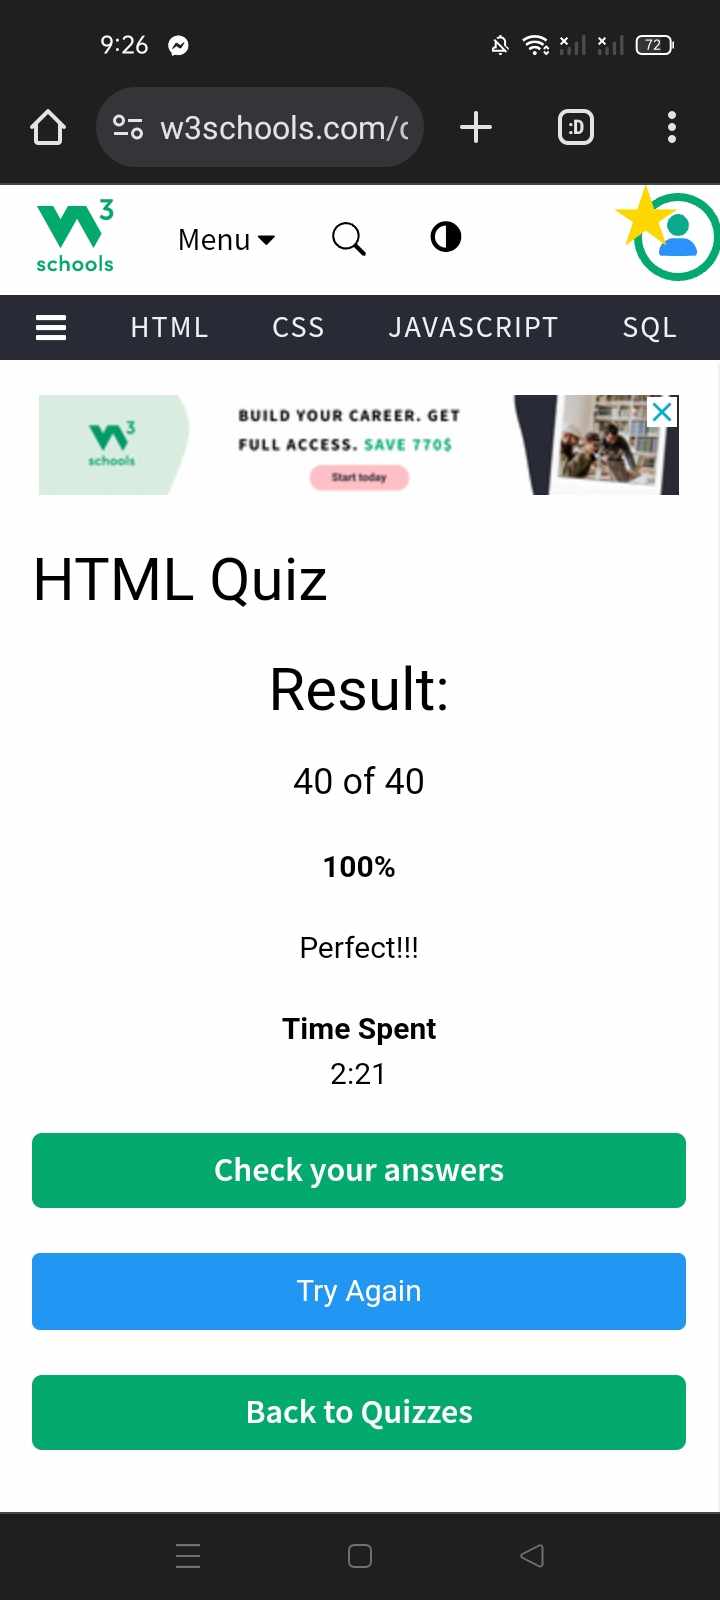 9:26
72
w3schools.com/
:D
3
schools
Menu
HTML CSS JAVASCRIPT SQL
3
schools
BUILD YOUR CAREER. GET
FULL ACCESS. SAVE 770$
Start today
HTML Quiz
Result:
40 of 40
100%
Perfect!!!
Time Spent
2:21
Check your answers
Try Again
Back to Quizzes